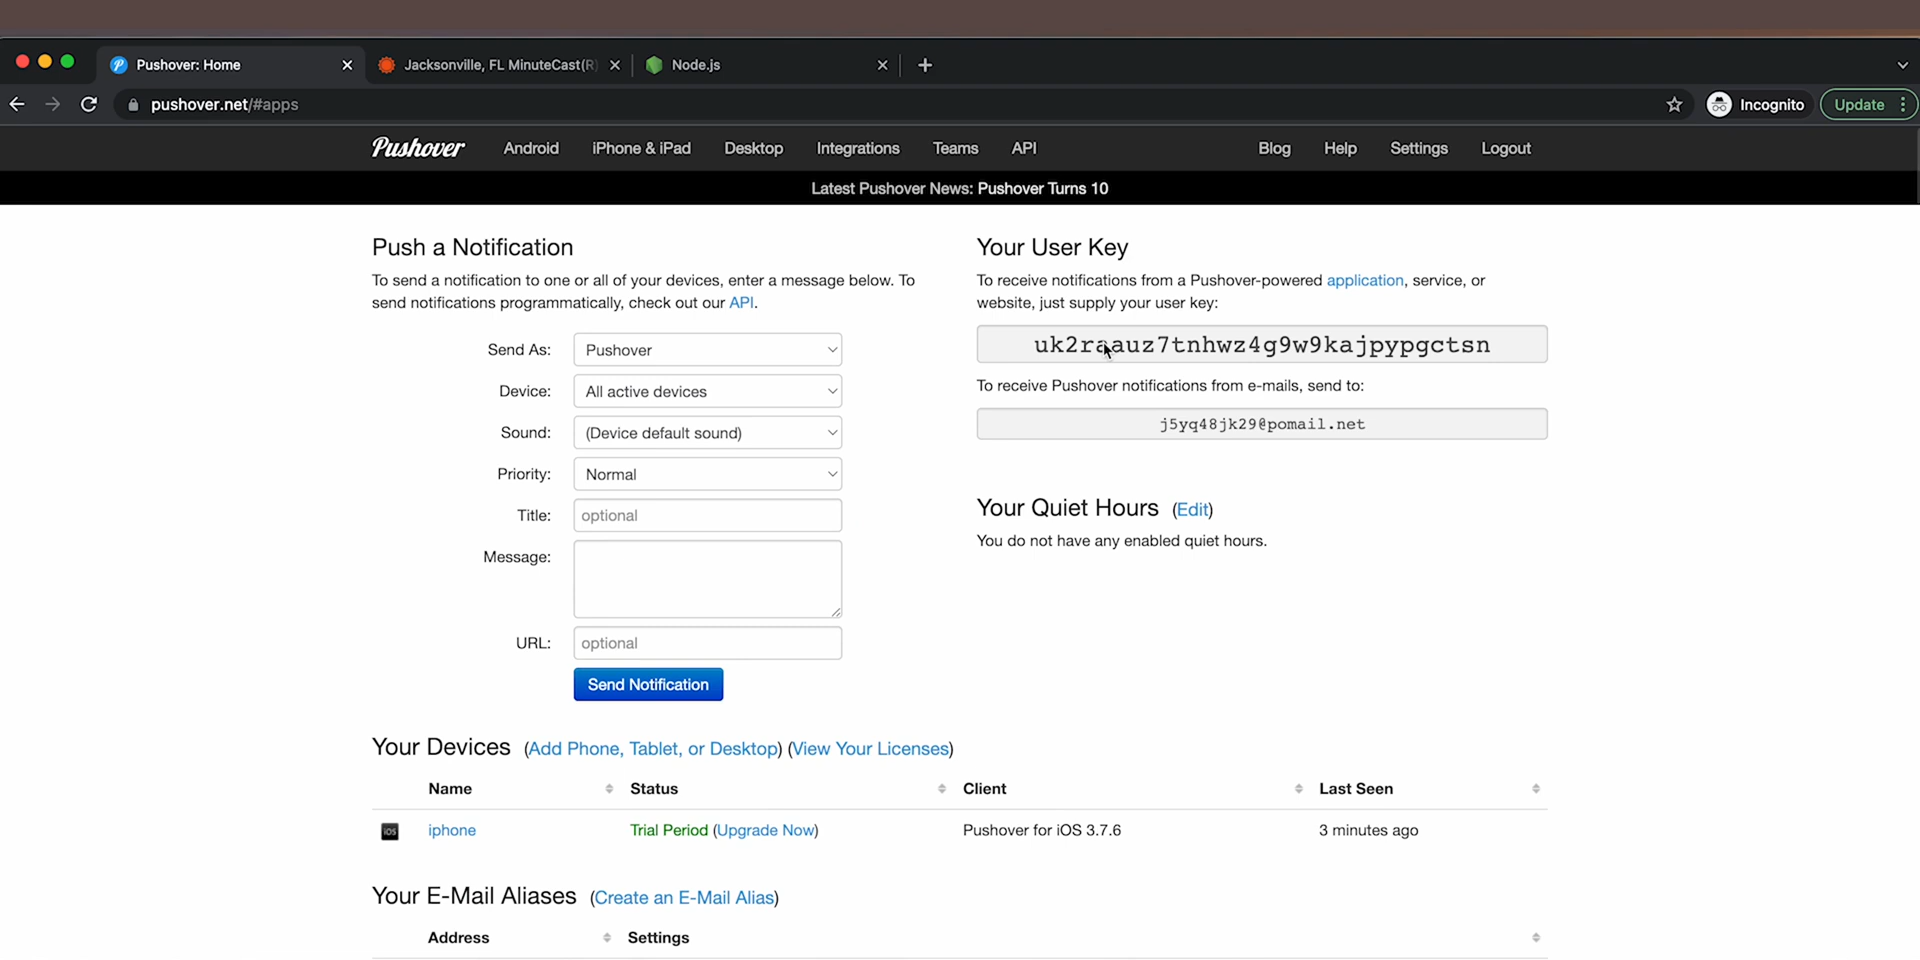 Pushover: Home
Jacksonville, FL MinuteCast(R)
Node.js
pushover.net/#apps
Incognito
Update
Pushover
Android
iPhone & iPad
Desktop
Integrations
Teams
API
Blog
Help
Settings
Logout
Latest Pushover News: Pushover Turns 10
Push a Notification
To send a notification to one or all of your devices, enter a message below. To
send notifications programmatically, check out our API.
Send As:
Pushover
Device:
All active devices
Sound:
(Device default sound)
Priority:
Normal
Title:
optional
Message:
URL:
optional
Send Notification
Your User Key
To receive notifications from a Pushover-powered application, service, or
website, just supply your user key:
uk2raauz7tnhwz4g9w9kajpypgctsn
To receive Pushover notifications from e-mails, send to:
j5yq48jk29@pomail.net
Your Quiet Hours (Edit)
You do not have any enabled quiet hours.
Your Devices (Add Phone, Tablet, or Desktop) (View Your Licenses)
Name
Status
Client
Last Seen
iOS
iphone
Trial Period (Upgrade Now)
Pushover for iOS 3.7.6
3 minutes ago
Your E-Mail Aliases (Create an E-Mail Alias)
Address
Settings